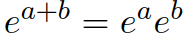 e^{a+b} = e^a e^b